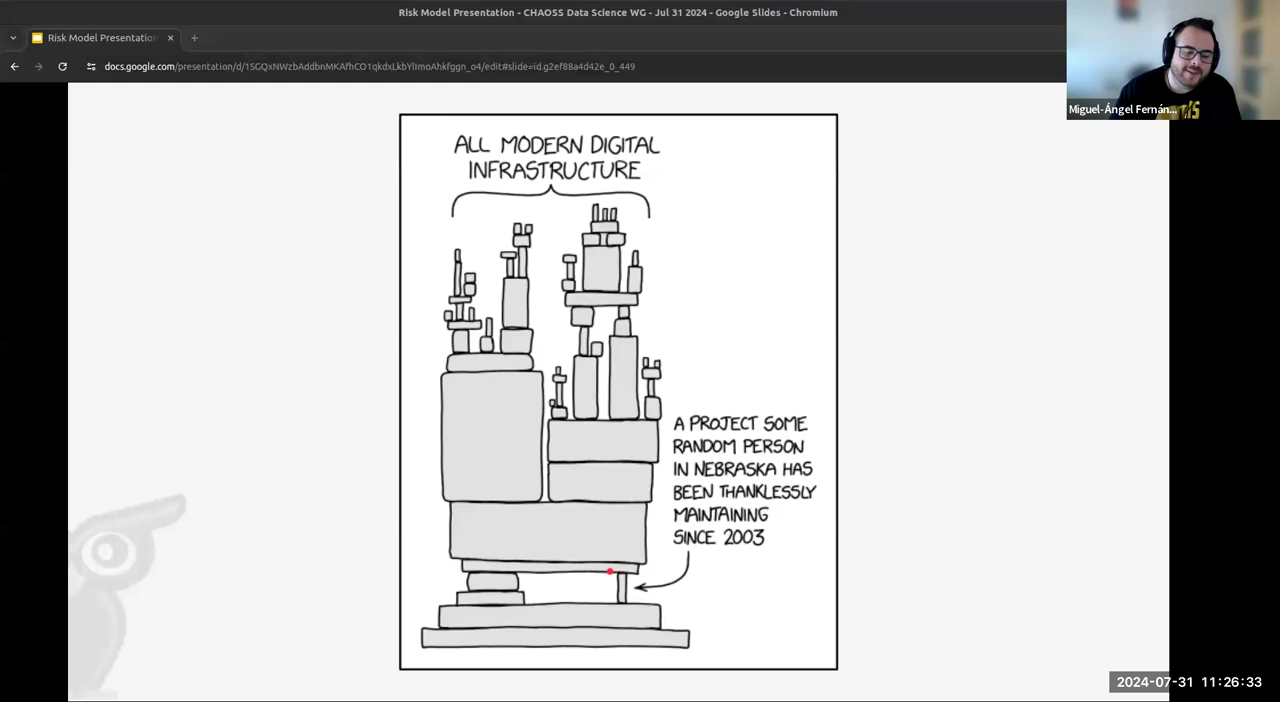 Risk Model Presentation - CHAOSS Data Science WG - Jul 31 2024 - Google Slides - Chromium
Risk Model Presentation
docs.google.com/presentation/d/1SGQxNWzbAddbnMKAfhCO1qkdxLkbYlImoAhkfggn_o4/edit#slide=id.g2ef88a4d42e_0_449
Miguel-Ángel Fernán...
ALL MODERN DIGITAL
INFRASTRUCTURE
A PROJECT SOME
RANDOM PERSON
IN NEBRASKA HAS
BEEN THANKLESSLY
MAINTAINING
SINCE 2003
2024-07-31 11:26:33